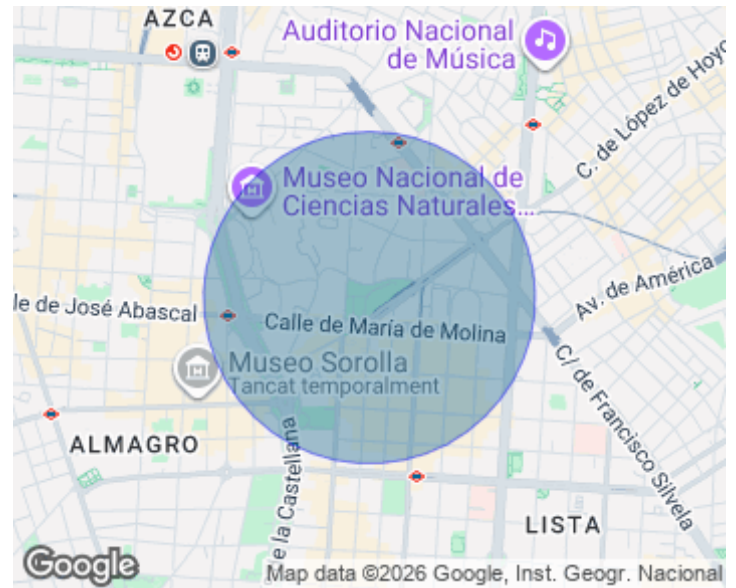 AZCA
Auditorio Nacional
de Música
C. de López de Hoyo
Museo Nacional de
Ciencias Naturales...
Av. de América
le de José Abascal
Calle de María de Molina
Museo Sorolla
Tancat temporalment
C/ de Francisco Silvela
ALMAGRO
e la Castellana
LISTA
Google
Map data ©2026 Google, Inst. Geogr. Nacional